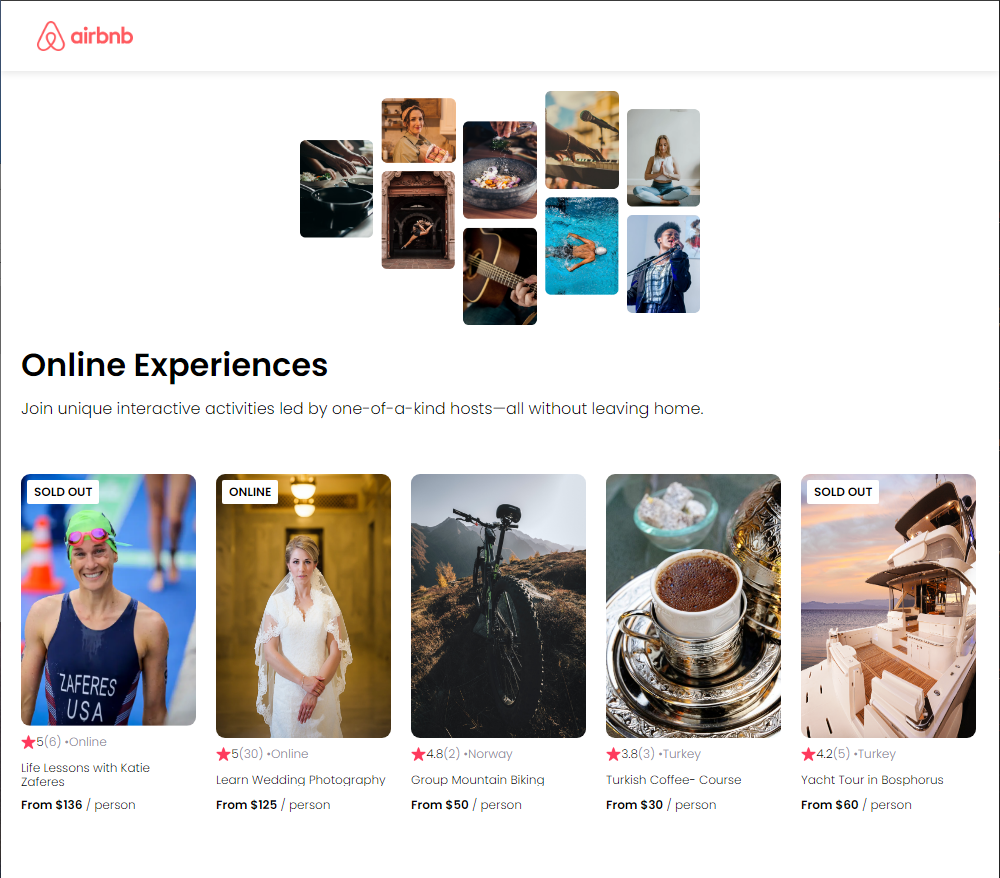 airbnb
Online Experiences
Join unique interactive activities led by one-of-a-kind hosts—all without leaving home.
SOLD OUT
ZAFERES
USA
5(6) •Online
Life Lessons with Katie
Zaferes
From $136 / person
ONLINE
5(30) •Online
Learn Wedding Photography
From $125 / person
4.8(2) •Norway
Group Mountain Biking
From $50 / person
3.8(3) •Turkey
Turkish Coffee- Course
From $30 / person
SOLD OUT
4.2(5) •Turkey
Yacht Tour in Bosphorus
From $60 / person